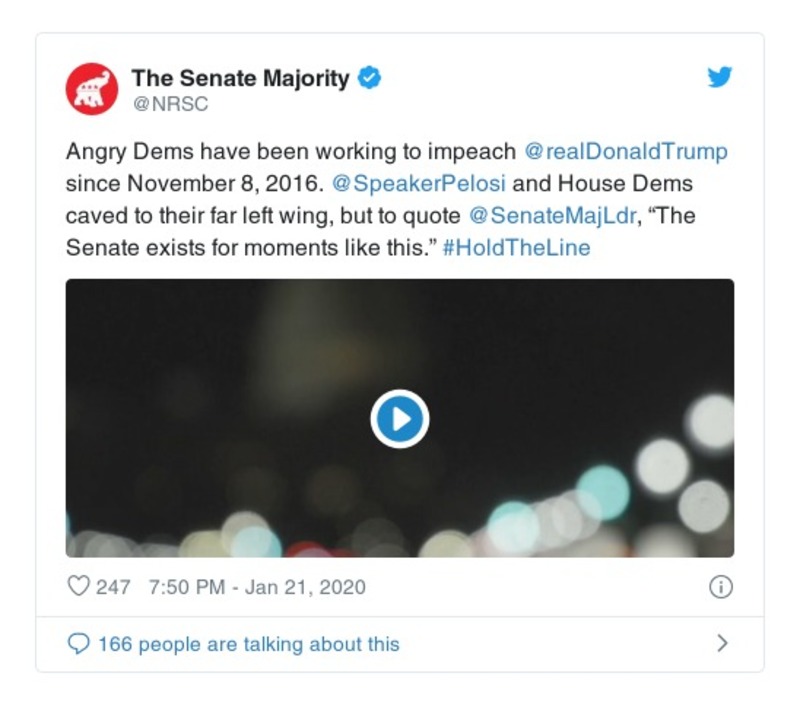 The Senate Majority
@NRSC
Angry Dems have been working to impeach @realDonaldTrump
since November 8, 2016. @SpeakerPelosi and House Dems
caved to their far left wing, but to quote @SenateMajLdr, “The
Senate exists for moments like this.” #HoldTheLine
247 7:50 PM - Jan 21, 2020
166 people are talking about this